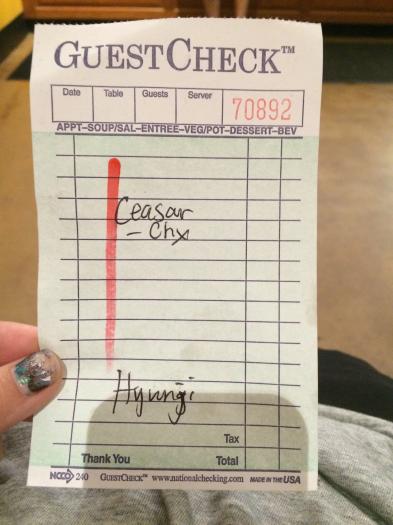 GUESTCHECK™
Date Table Guests Server
70892
APPT-SOUP/SAL-ENTREE-VEG/POT-DESSERT-BEV
Ceasar
- Chx
Hyungi
Tax
Thank You Total
NCCO 240 GUESTCHECK™ www.nationalchecking.com MADE IN THE USA